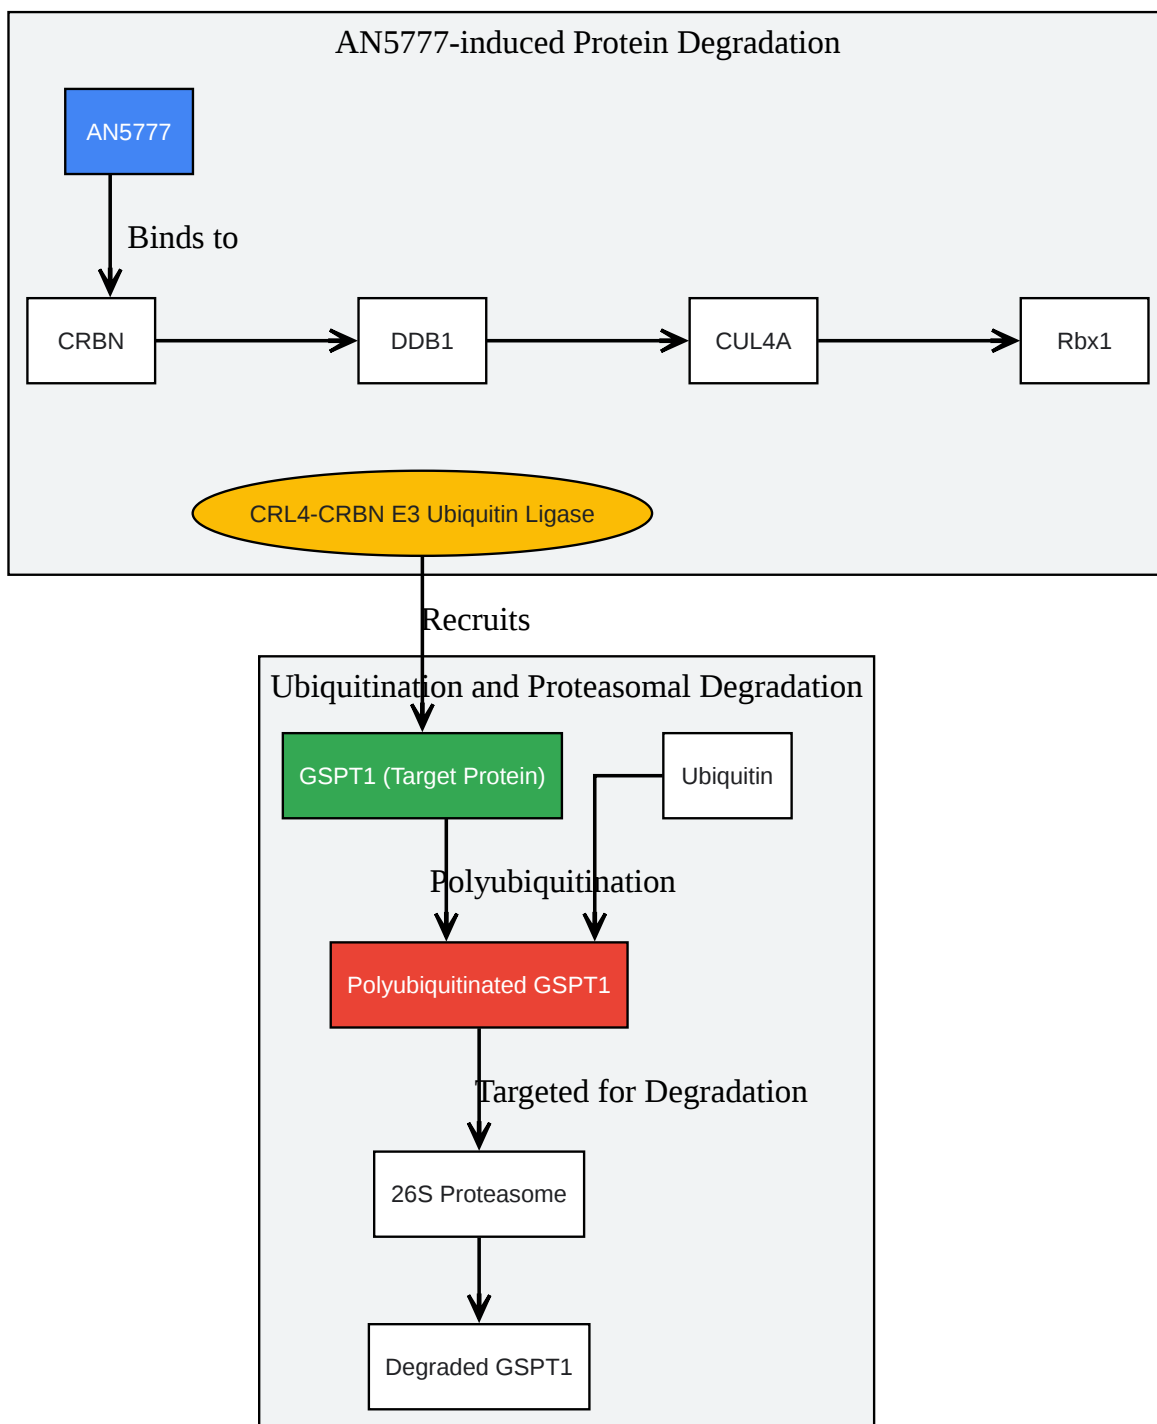 AN5777-induced Protein Degradation
AN5777
Binds to
CRBN
DDB1
CUL4A
Rbx1
CRL4-CRBN E3 Ubiquitin Ligase
Recruits
Ubiquitination and Proteasomal Degradation
GSPT1 (Target Protein)
Ubiquitin
Polyubiquitination
Polyubiquitinated GSPT1
Targeted for Degradation
26S Proteasome
Degraded GSPT1